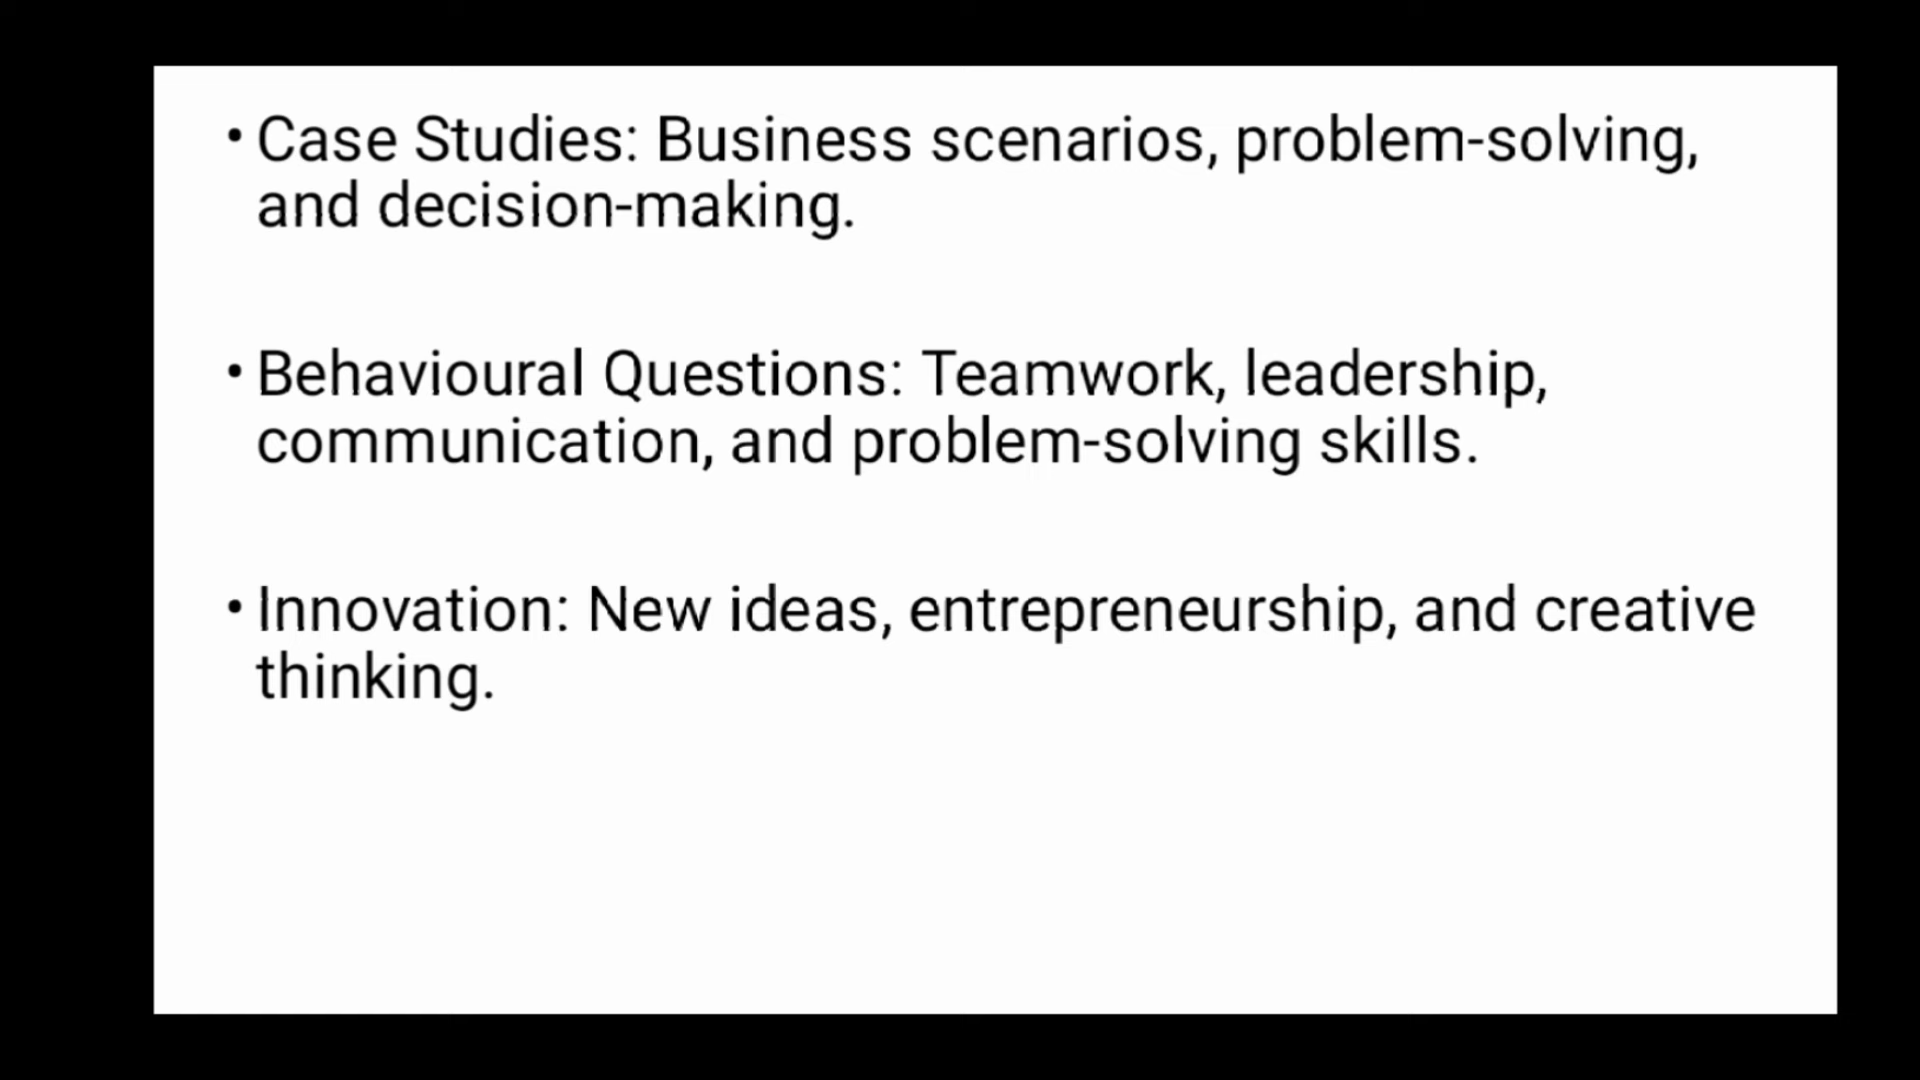 • Case Studies: Business scenarios, problem-solving,
and decision-making.
• Behavioural Questions: Teamwork, leadership,
communication, and problem-solving skills.
• Innovation: New ideas, entrepreneurship, and creative
thinking.